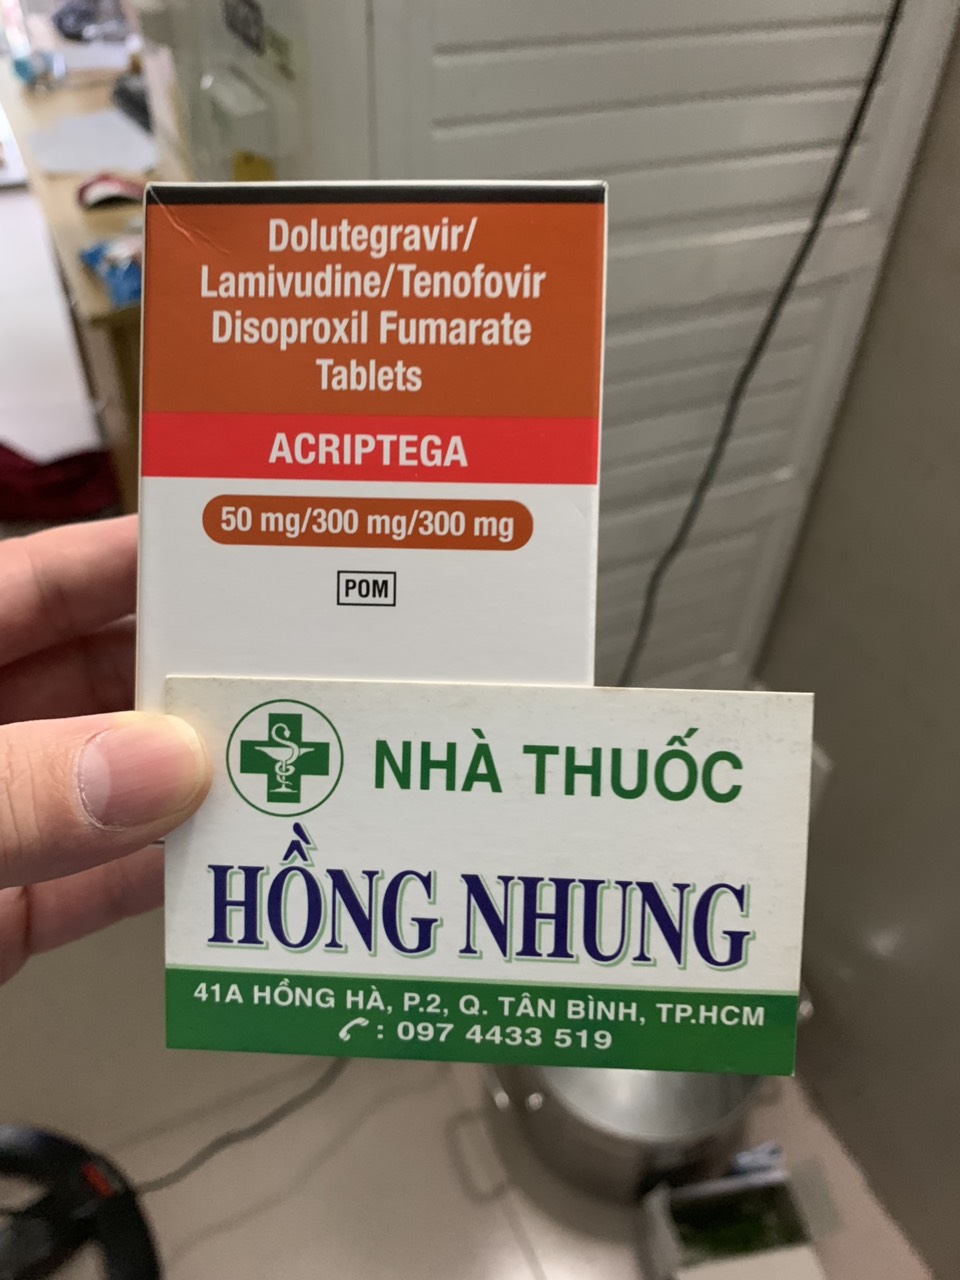 Dolutegravir/
Lamivudine/Tenofovir
Disoproxil Fumarate
Tablets
ACRIPTEGA
50 mg/300 mg/300 mg
POM
NHÀ THUỐC
HỒNG NHUNG
41A HỒNG HÀ, P.2, Q. TÂN BÌNH, TP.HCM
: 097 4433 519